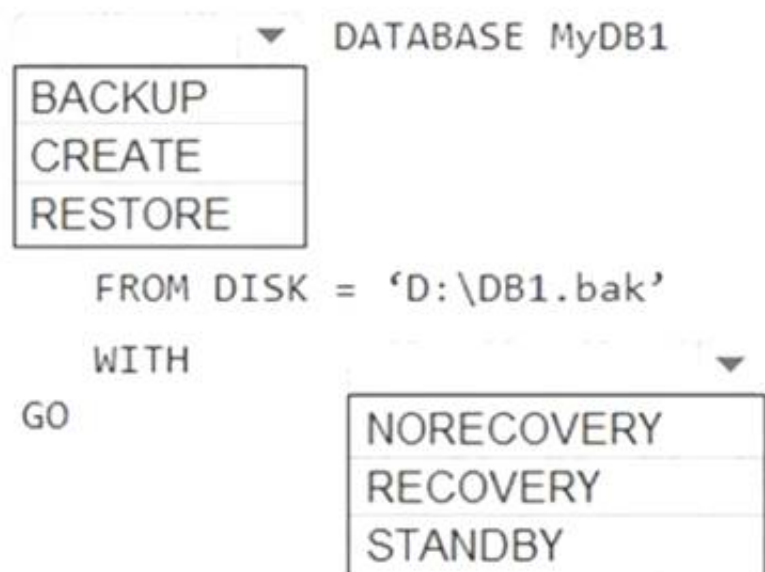 DATABASE MyDB1
BACKUP
CREATE
RESTORE
FROM DISK = ‘D:\DB1.bak’
WITH
GO
NORECOVERY
RECOVERY
STANDBY